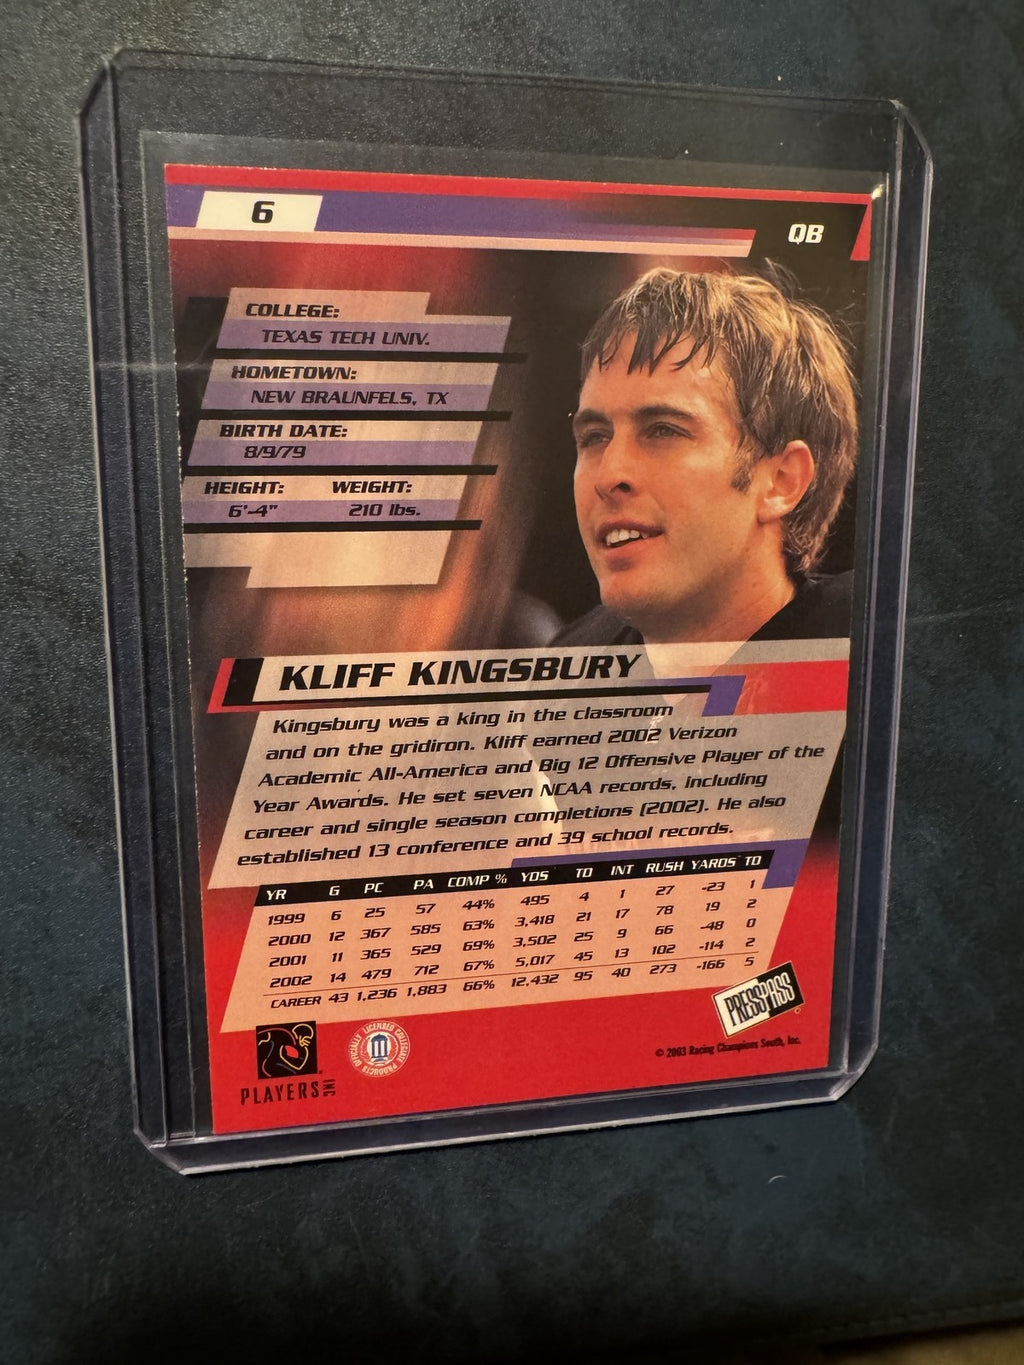 6
QB
COLLEGE:
TEXAS TECH UNIV.
HOMETOWN:
NEW BRAUNFELS, TX
BIRTH DATE:
8/9/79
HEIGHT: WEIGHT:
6'-4" 210 lbs.
KLIFF KINGSBURY
Kingsbury was a king in the classroom
and on the gridiron. Kliff earned 2002 Verizon
Academic All-America and Big 12 Offensive Player of the
Year Awards. He set seven NCAA records, including
career and single season completions (2002). He also
established 13 conference and 39 school records.
YR G PC PA COMP % YDS TD INT RUSH YARDS TD
1999 6 25 57 44% 495 4 1 27 -23 1
2000 12 367 585 63% 3,418 21 17 78 19 2
2001 11 365 529 69% 3,502 25 9 66 -48 0
2002 14 479 712 67% 5,017 45 13 102 -114 2
CAREER 43 1,236 1,883 66% 12,432 95 40 273 -166 5
PRESS PASS
PLAYERS INC
OFFICIALLY LICENSED COLLEGIATE PRODUCTS
© 2003 Racing Champions South, Inc.